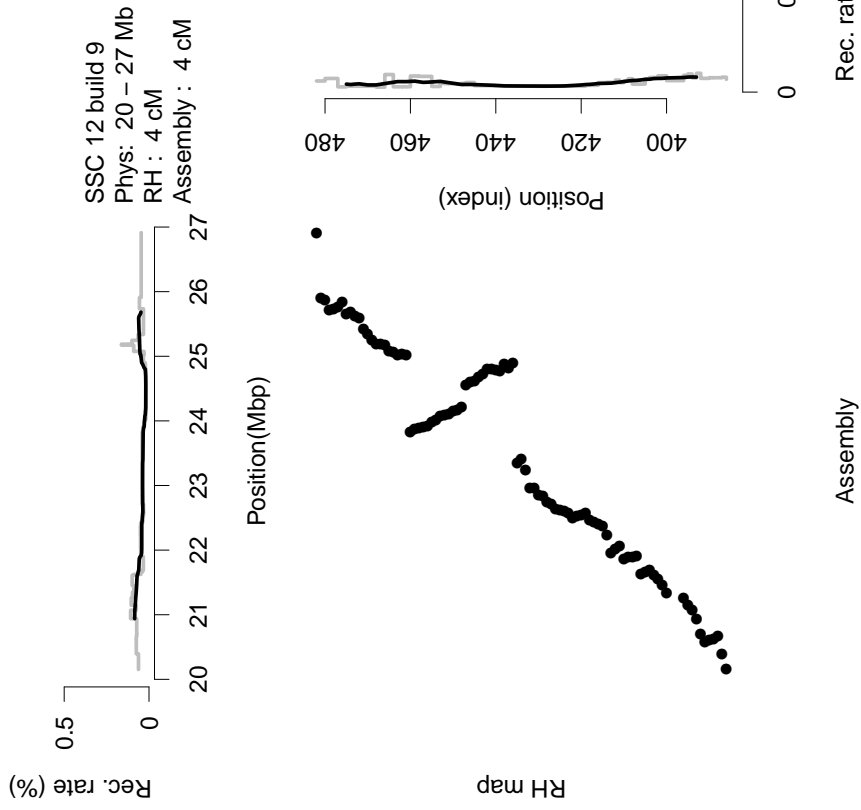 SSC 12 build 9
Phys: 20 – 27 Mb
RH : 4 cM
Assembly : 4 cM
Rec. rate (%)
0 0.5
20 21 22 23 24 25 26 27
Position(Mbp)
RH map
Assembly
Position (index)
400 420 440 460 480
0 0
Rec. rat